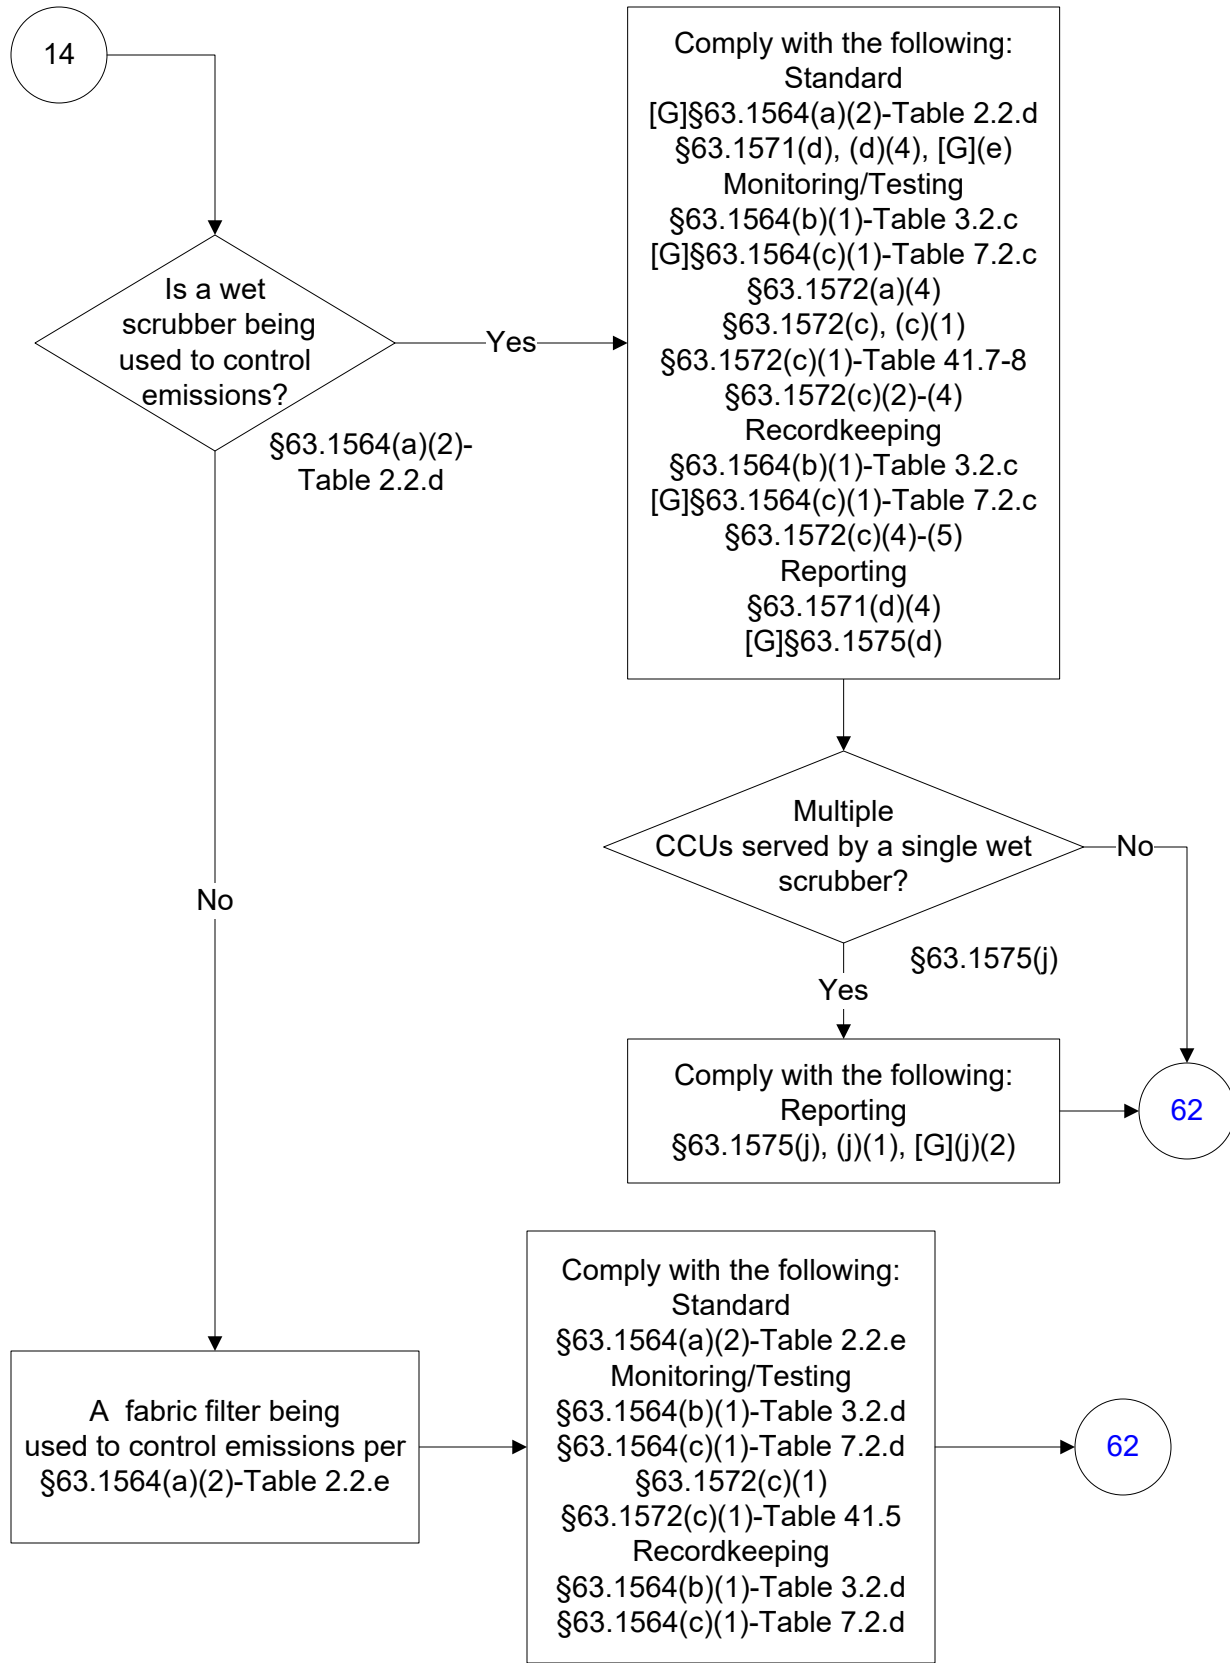 14
Is a wet
scrubber being
used to control
emissions?
§63.1564(a)(2)-
Table 2.2.d
Yes
Comply with the following:
Standard
[G]§63.1564(a)(2)-Table 2.2.d
§63.1571(d), (d)(4), [G](e)
Monitoring/Testing
§63.1564(b)(1)-Table 3.2.c
[G]§63.1564(c)(1)-Table 7.2.c
§63.1572(a)(4)
§63.1572(c), (c)(1)
§63.1572(c)(1)-Table 41.7-8
§63.1572(c)(2)-(4)
Recordkeeping
§63.1564(b)(1)-Table 3.2.c
[G]§63.1564(c)(1)-Table 7.2.c
§63.1572(c)(4)-(5)
Reporting
§63.1571(d)(4)
[G]§63.1575(d)
Multiple
CCUs served by a single wet
scrubber?
§63.1575(j)
No
Yes
Comply with the following:
Reporting
§63.1575(j), (j)(1), [G](j)(2)
62
No
A fabric filter being
used to control emissions per
§63.1564(a)(2)-Table 2.2.e
Comply with the following:
Standard
§63.1564(a)(2)-Table 2.2.e
Monitoring/Testing
§63.1564(b)(1)-Table 3.2.d
§63.1564(c)(1)-Table 7.2.d
§63.1572(c)(1)
§63.1572(c)(1)-Table 41.5
Recordkeeping
§63.1564(b)(1)-Table 3.2.d
§63.1564(c)(1)-Table 7.2.d
62